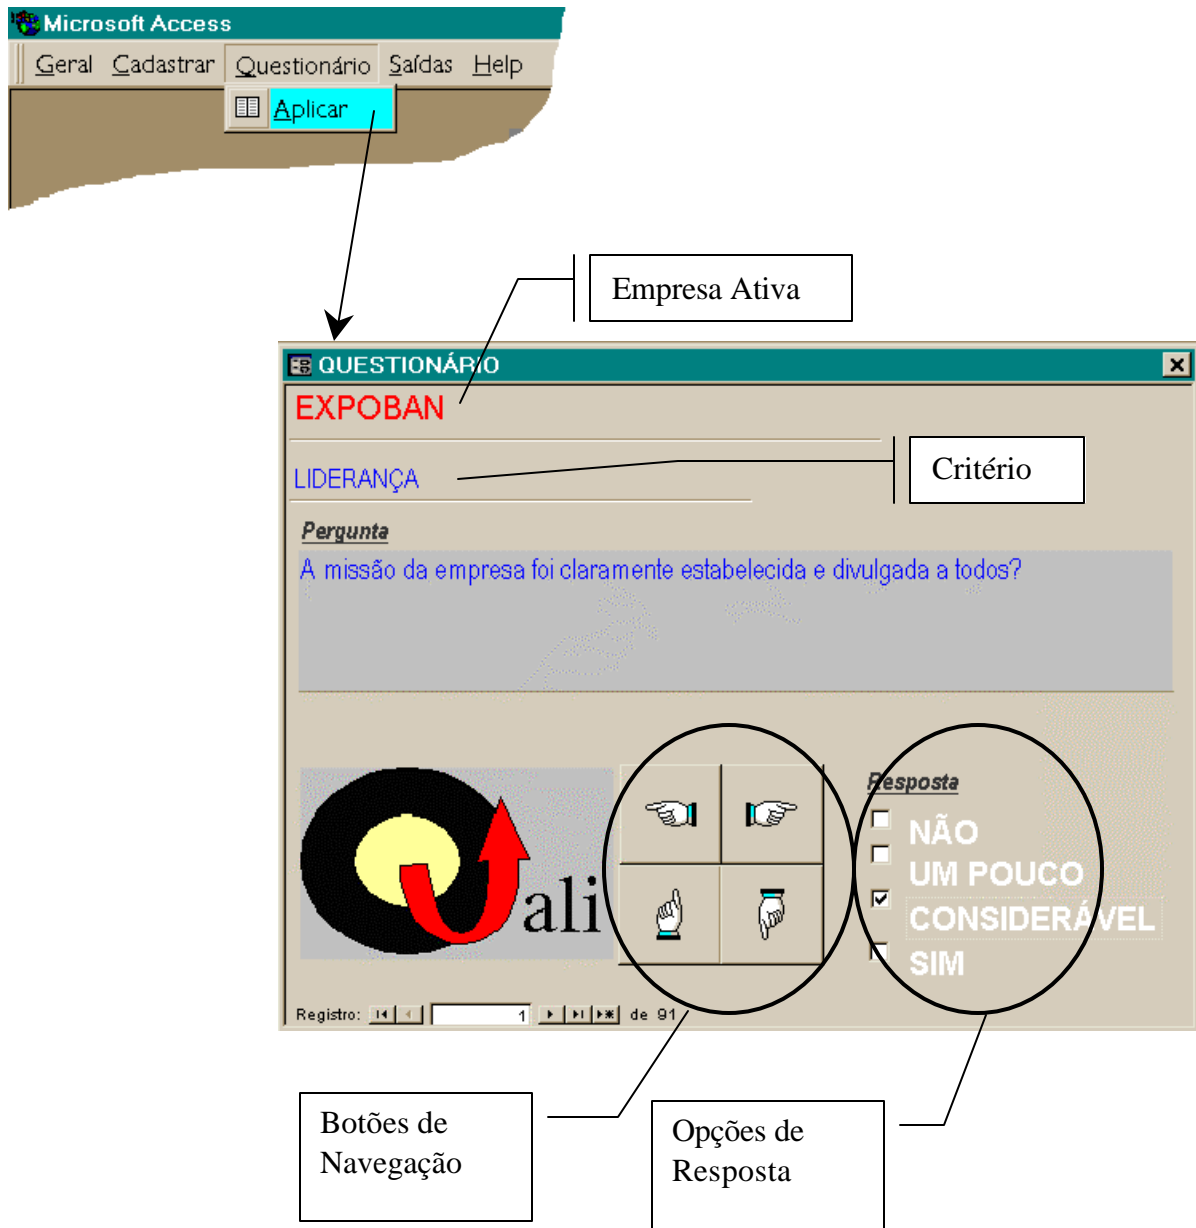 Microsoft Access
Geral Cadastrar Questionário Saídas Help
Aplicar
Empresa Ativa
QUESTIONÁRIO
EXPOBAN
LIDERANÇA
Critério
Pergunta
A missão da empresa foi claramente estabelecida e divulgada a todos?
Resposta
NÃO
UM POUCO
CONSIDERÁVEL
SIM
ali
Registro: 1 de 91
Botões de
Navegação
Opções de
Resposta